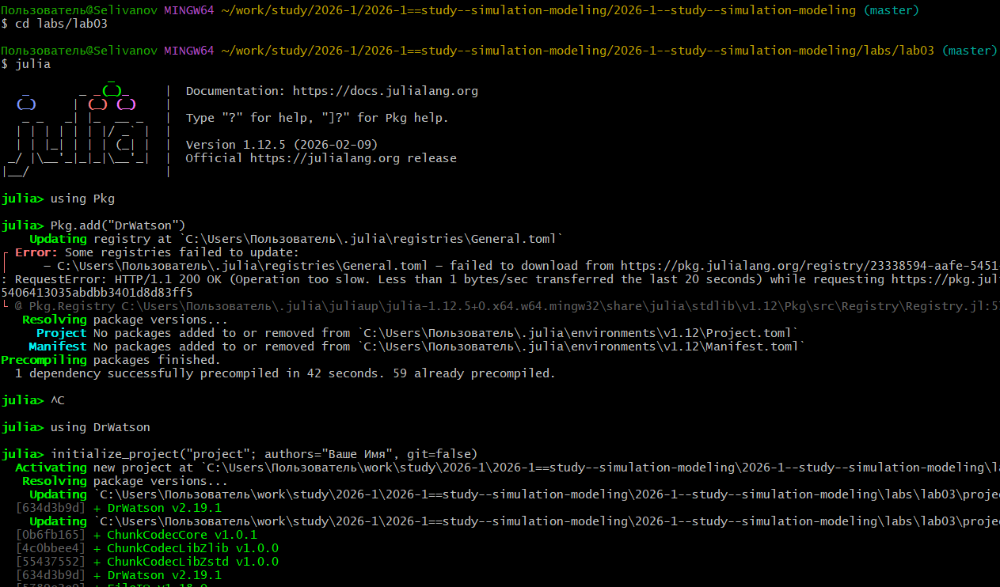 Пользователь@Selivanov MINGW64 ~/work/study/2026-1/2026-1==study--simulation-modeling/2026-1--study--simulation-modeling (master)
$ cd labs/lab03
Пользователь@Selivanov MINGW64 ~/work/study/2026-1/2026-1==study--simulation-modeling/2026-1--study--simulation-modeling/labs/lab03 (master)
$ julia
| Documentation: https://docs.julialang.org
|
| Type "?" for help, "]?" for Pkg help.
|
| Version 1.12.5 (2026-02-09)
| Official https://julialang.org release
|
julia> using Pkg
julia> Pkg.add("DrWatson")
Updating registry at `C:\Users\Пользователь\.julia\registries\General.toml`
┌ Error: Some registries failed to update:
│ — C:\Users\Пользователь\.julia\registries\General.toml — failed to download from https://pkg.julialang.org/registry/23338594-aafe-5451-
: RequestError: HTTP/1.1 200 OK (Operation too slow. Less than 1 bytes/sec transferred the last 20 seconds) while requesting https://pkg.jul
5406413035abdbb3401d8d83ff5
└ @ Pkg.Registry C:\Users\Пользователь\.julia\juliaup\julia-1.12.5+0.x64.w64.mingw32\share\julia\stdlib\v1.12\Pkg\src\Registry\Registry.jl:5
Resolving package versions...
Project No packages added to or removed from `C:\Users\Пользователь\.julia\environments\v1.12\Project.toml`
Manifest No packages added to or removed from `C:\Users\Пользователь\.julia\environments\v1.12\Manifest.toml`
Precompiling packages finished.
1 dependency successfully precompiled in 42 seconds. 59 already precompiled.
julia> ^C
julia> using DrWatson
julia> initialize_project("project"; authors="Ваше Имя", git=false)
Activating new project at `C:\Users\Пользователь\work\study\2026-1\2026-1==study--simulation-modeling\2026-1--study--simulation-modeling\l
Resolving package versions...
Updating `C:\Users\Пользователь\work\study\2026-1\2026-1==study--simulation-modeling\2026-1--study--simulation-modeling\labs\lab03\proje
[634d3b9d] + DrWatson v2.19.1
Updating `C:\Users\Пользователь\work\study\2026-1\2026-1==study--simulation-modeling\2026-1--study--simulation-modeling\labs\lab03\proje
[0b6fb165] + ChunkCodecCore v1.0.1
[4c0bbee4] + ChunkCodecLibZlib v1.0.0
[55437552] + ChunkCodecLibZstd v1.0.0
[634d3b9d] + DrWatson v2.19.1